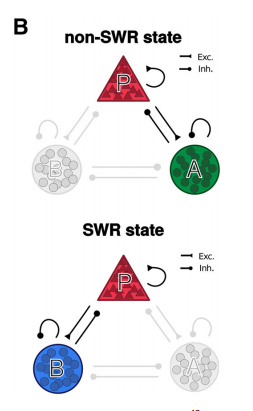 B
non-SWR state
P
Exc.
Inh.
B
A
SWR state
P
Exc.
Inh.
B
A